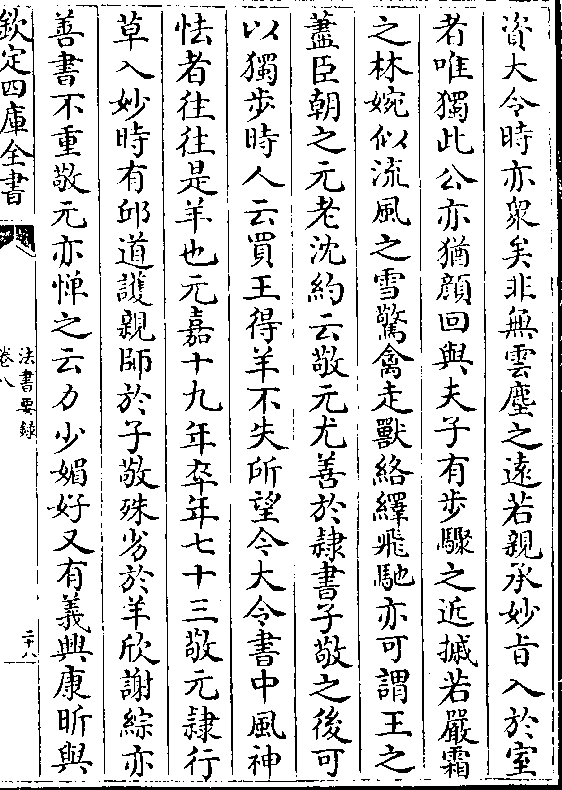 資大令時亦衆矣非無雲塵之遠若親承妙旨入於室
者唯獨此公亦猶顔回與夫子有步驟之近摵若嚴霜
之林婉似流風之雪驚禽走獸絡繹飛馳亦可謂王之
藎臣朝之元老沈約云敬元尤善於隷書子敬之後可
以獨步時人云買王得羊不失所望今大令書中風神
怯者往往是羊也元嘉十九年卒年七十三敬元隷行
草入妙時有邱道護親師於子敬殊劣於羊欣謝綜亦
善書不重敬元亦憚之云力少媚好又有義興康昕與
欽定四庫全書
法書要録
卷八
二十八